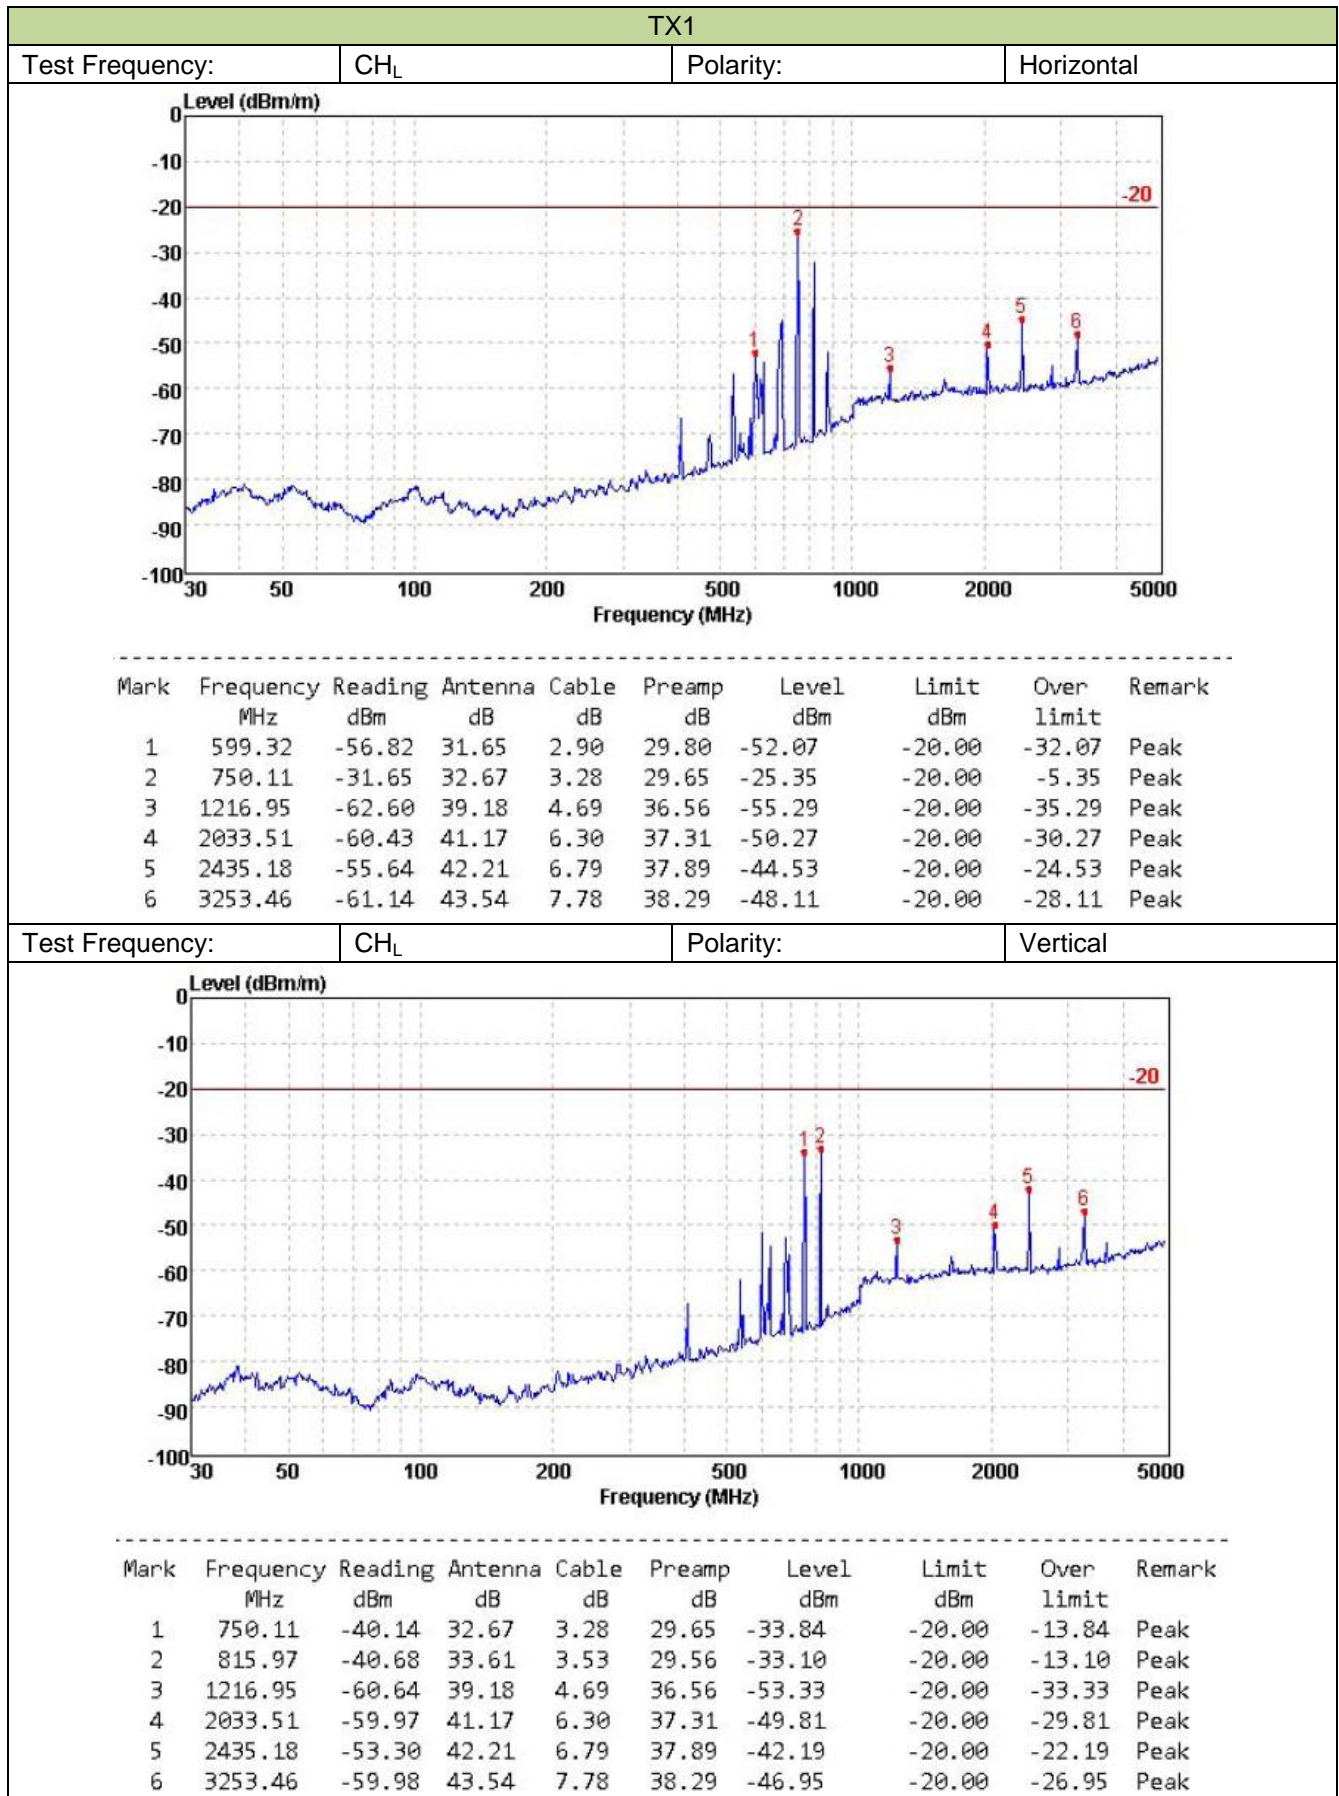 TX1
Test Frequency: CHL Polarity: Horizontal
Level (dBm/m)
0
-10
-20
-20
-30
-40
-50
-60
-70
-80
-90
-100
1 2 3 4 5 6
30 50 100 200 500 1000 2000 5000
Frequency (MHz)
Mark Frequency Reading Antenna Cable Preamp Level Limit Over Remark
MHz dBm dB dB dB dBm dBm limit
1 599.32 -56.82 31.65 2.90 29.80 -52.07 -20.00 -32.07 Peak
2 750.11 -31.65 32.67 3.28 29.65 -25.35 -20.00 -5.35 Peak
3 1216.95 -62.60 39.18 4.69 36.56 -55.29 -20.00 -35.29 Peak
4 2033.51 -60.43 41.17 6.30 37.31 -50.27 -20.00 -30.27 Peak
5 2435.18 -55.64 42.21 6.79 37.89 -44.53 -20.00 -24.53 Peak
6 3253.46 -61.14 43.54 7.78 38.29 -48.11 -20.00 -28.11 Peak
Test Frequency: CHL Polarity: Vertical
Level (dBm/m)
0
-10
-20
-20
-30
-40
-50
-60
-70
-80
-90
-100
1 2 3 4 5 6
30 50 100 200 500 1000 2000 5000
Frequency (MHz)
Mark Frequency Reading Antenna Cable Preamp Level Limit Over Remark
MHz dBm dB dB dB dBm dBm limit
1 750.11 -40.14 32.67 3.28 29.65 -33.84 -20.00 -13.84 Peak
2 815.97 -40.68 33.61 3.53 29.56 -33.10 -20.00 -13.10 Peak
3 1216.95 -60.64 39.18 4.69 36.56 -53.33 -20.00 -33.33 Peak
4 2033.51 -59.97 41.17 6.30 37.31 -49.81 -20.00 -29.81 Peak
5 2435.18 -53.30 42.21 6.79 37.89 -42.19 -20.00 -22.19 Peak
6 3253.46 -59.98 43.54 7.78 38.29 -46.95 -20.00 -26.95 Peak